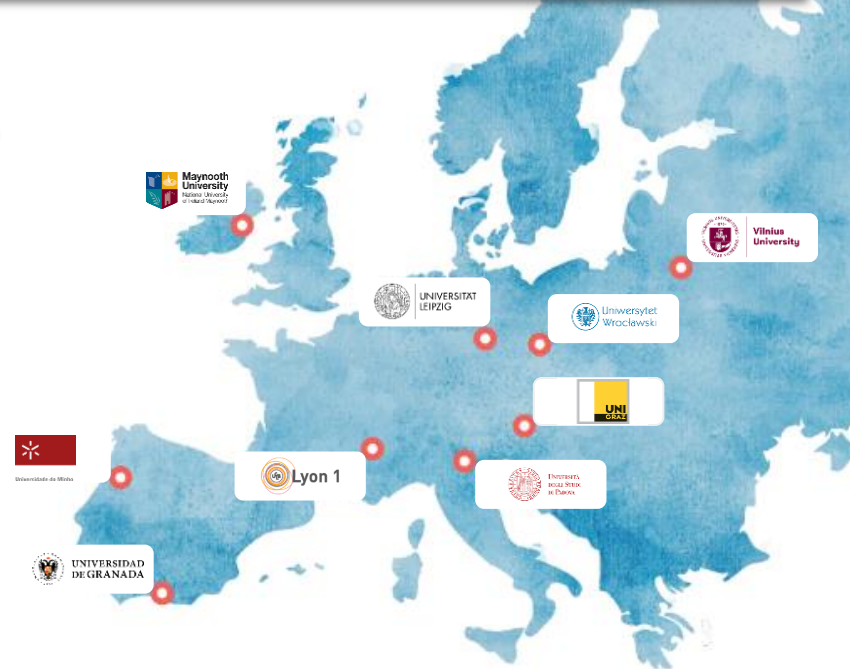 Maynooth
University
National University
of Ireland Maynooth
Vilnius
University
UNIVERSITÄT
LEIPZIG
Uniwersytet
Wrocławski
UNI
GRAZ
Lyon 1
UNIVERSITÀ
DEGLI STUDI
DI PADOVA
Universidade do Minho
UNIVERSIDAD
DE GRANADA